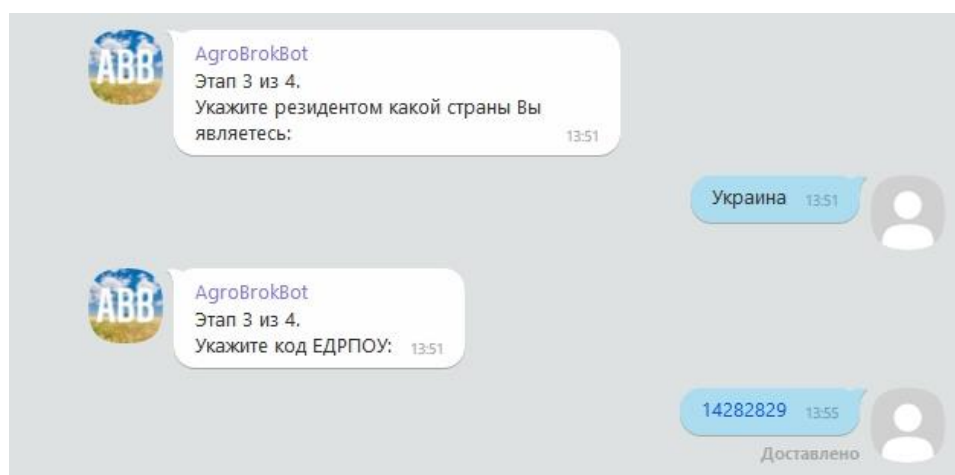 ABB
AgroBrokBot
Этап 3 из 4.
Укажите резидентом какой страны Вы
являетесь: 13:51
Украина 13:51
ABB
AgroBrokBot
Этап 3 из 4.
Укажите код ЕДРПОУ: 13:51
14282829 13:55
Доставлено